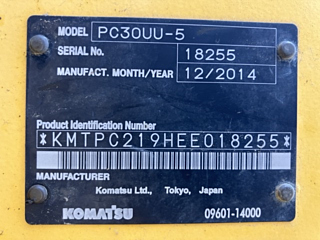 MODEL PC30UU-5
SERIAL No. 18255
MANUFACT. MONTH/YEAR 12/2014
Product Identification Number
*KMTPC219HEE018255*
MANUFACTURER
Komatsu Ltd., Tokyo, Japan
KOMATSU 09601-14000